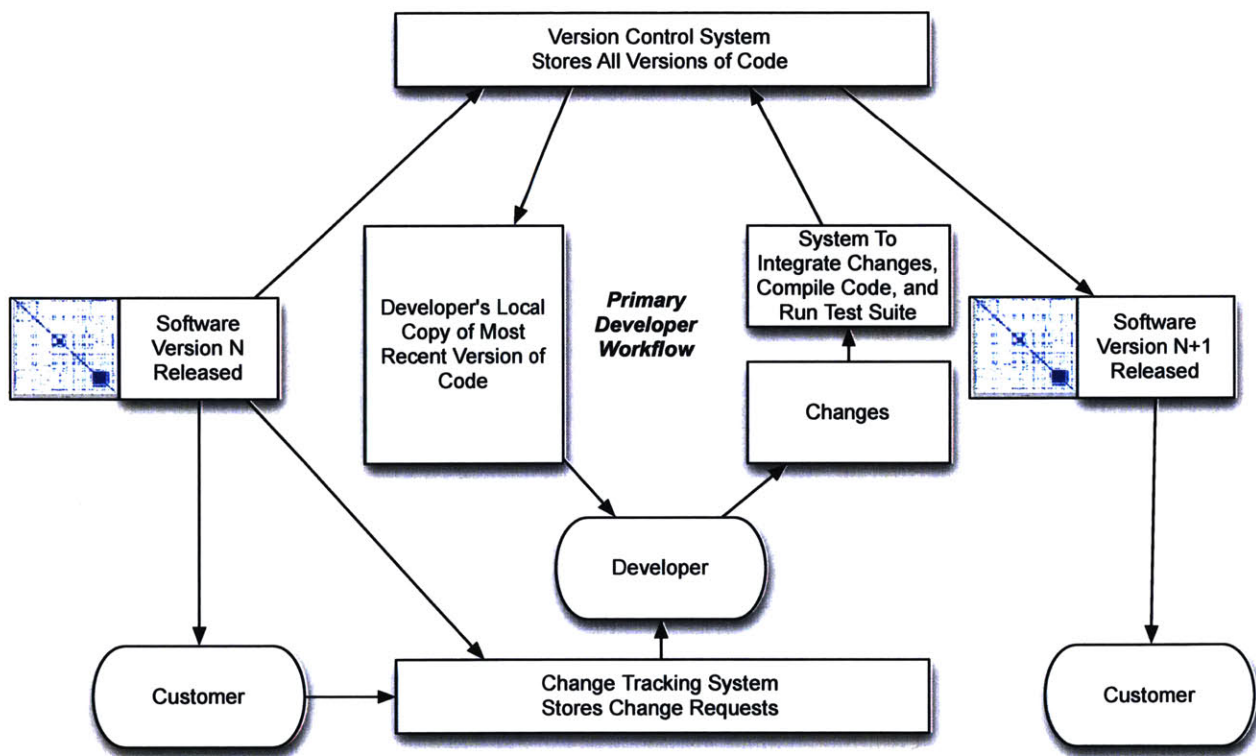 Version Control System
Stores All Versions of Code
Developer's Local
Copy of Most
Recent Version of
Code
Primary
Developer
Workflow
System To
Integrate Changes,
Compile Code, and
Run Test Suite
Software
Version N
Released
Software
Version N+1
Released
Changes
Developer
Customer
Change Tracking System
Stores Change Requests
Customer